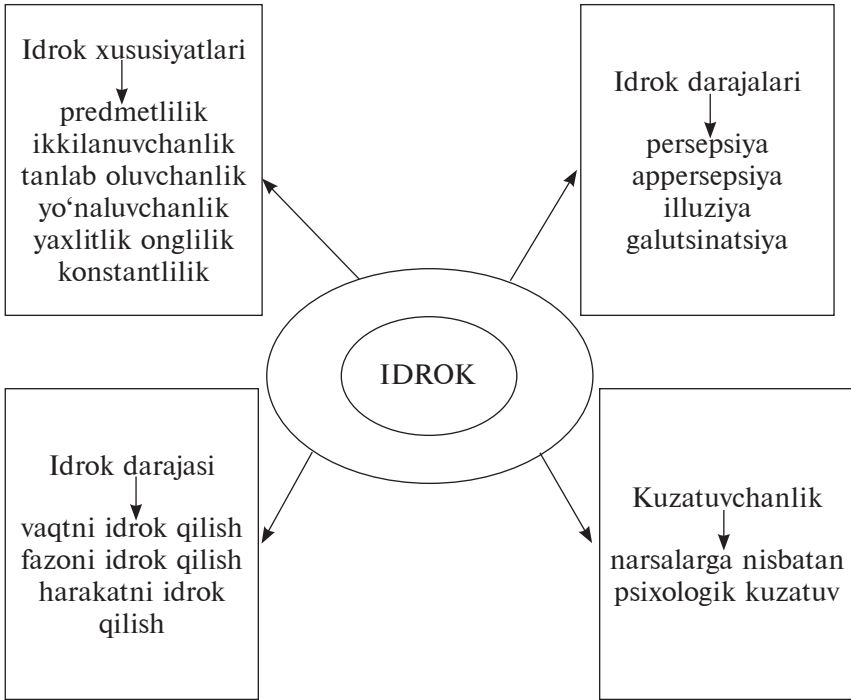 Idrok xususiyatlari
predmetlilik
ikkilanuvchanlik
tanlab oluvchanlik
yo‘naluvchanlik
yaxlitlik onglilik
konstantlilik
Idrok darajalari
persepsiya
appersepsiya
illuziya
galutsinatsiya
IDROK
Idrok darajasi
vaqtni idrok qilish
fazoni idrok qilish
harakatni idrok
qilish
Kuzatuvchanlik
narsalarga nisbatan
psixologik kuzatuv